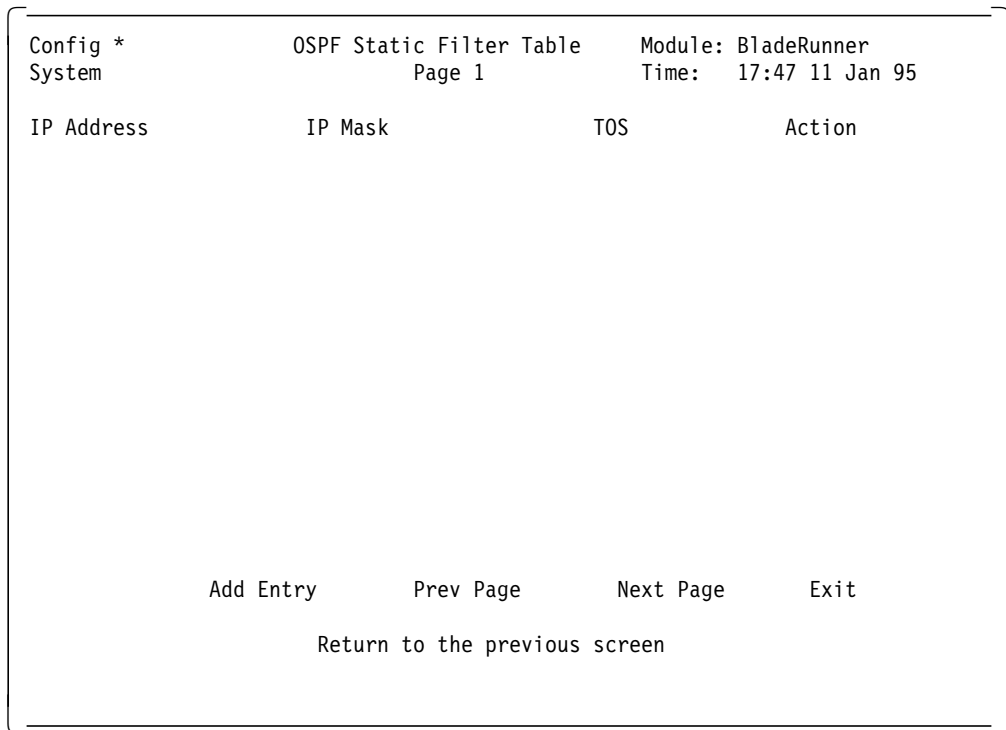 Config * OSPF Static Filter Table Module: BladeRunner
System Page 1 Time: 17:47 11 Jan 95
IP Address IP Mask TOS Action
Add Entry Prev Page Next Page Exit
Return to the previous screen